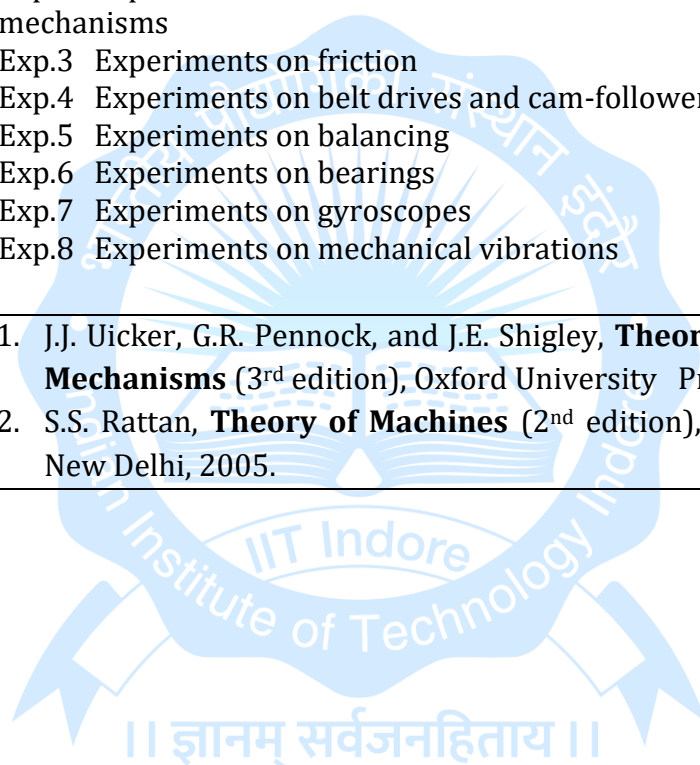 mechanisms
Exp.3 Experiments on friction
Exp.4 Experiments on belt drives and cam-follower
Exp.5 Experiments on balancing
Exp.6 Experiments on bearings
Exp.7 Experiments on gyroscopes
Exp.8 Experiments on mechanical vibrations
1. J.J. Uicker, G.R. Pennock, and J.E. Shigley, Theor
Mechanisms (3rd edition), Oxford University Pr
2. S.S. Rattan, Theory of Machines (2nd edition),
New Delhi, 2005.
भारतीय प्रौद्योगिकी संस्थान इंदौर
IIT Indore
Indian Institute of Technology Indore
।। ज्ञानम् सर्वजनहिताय ।।